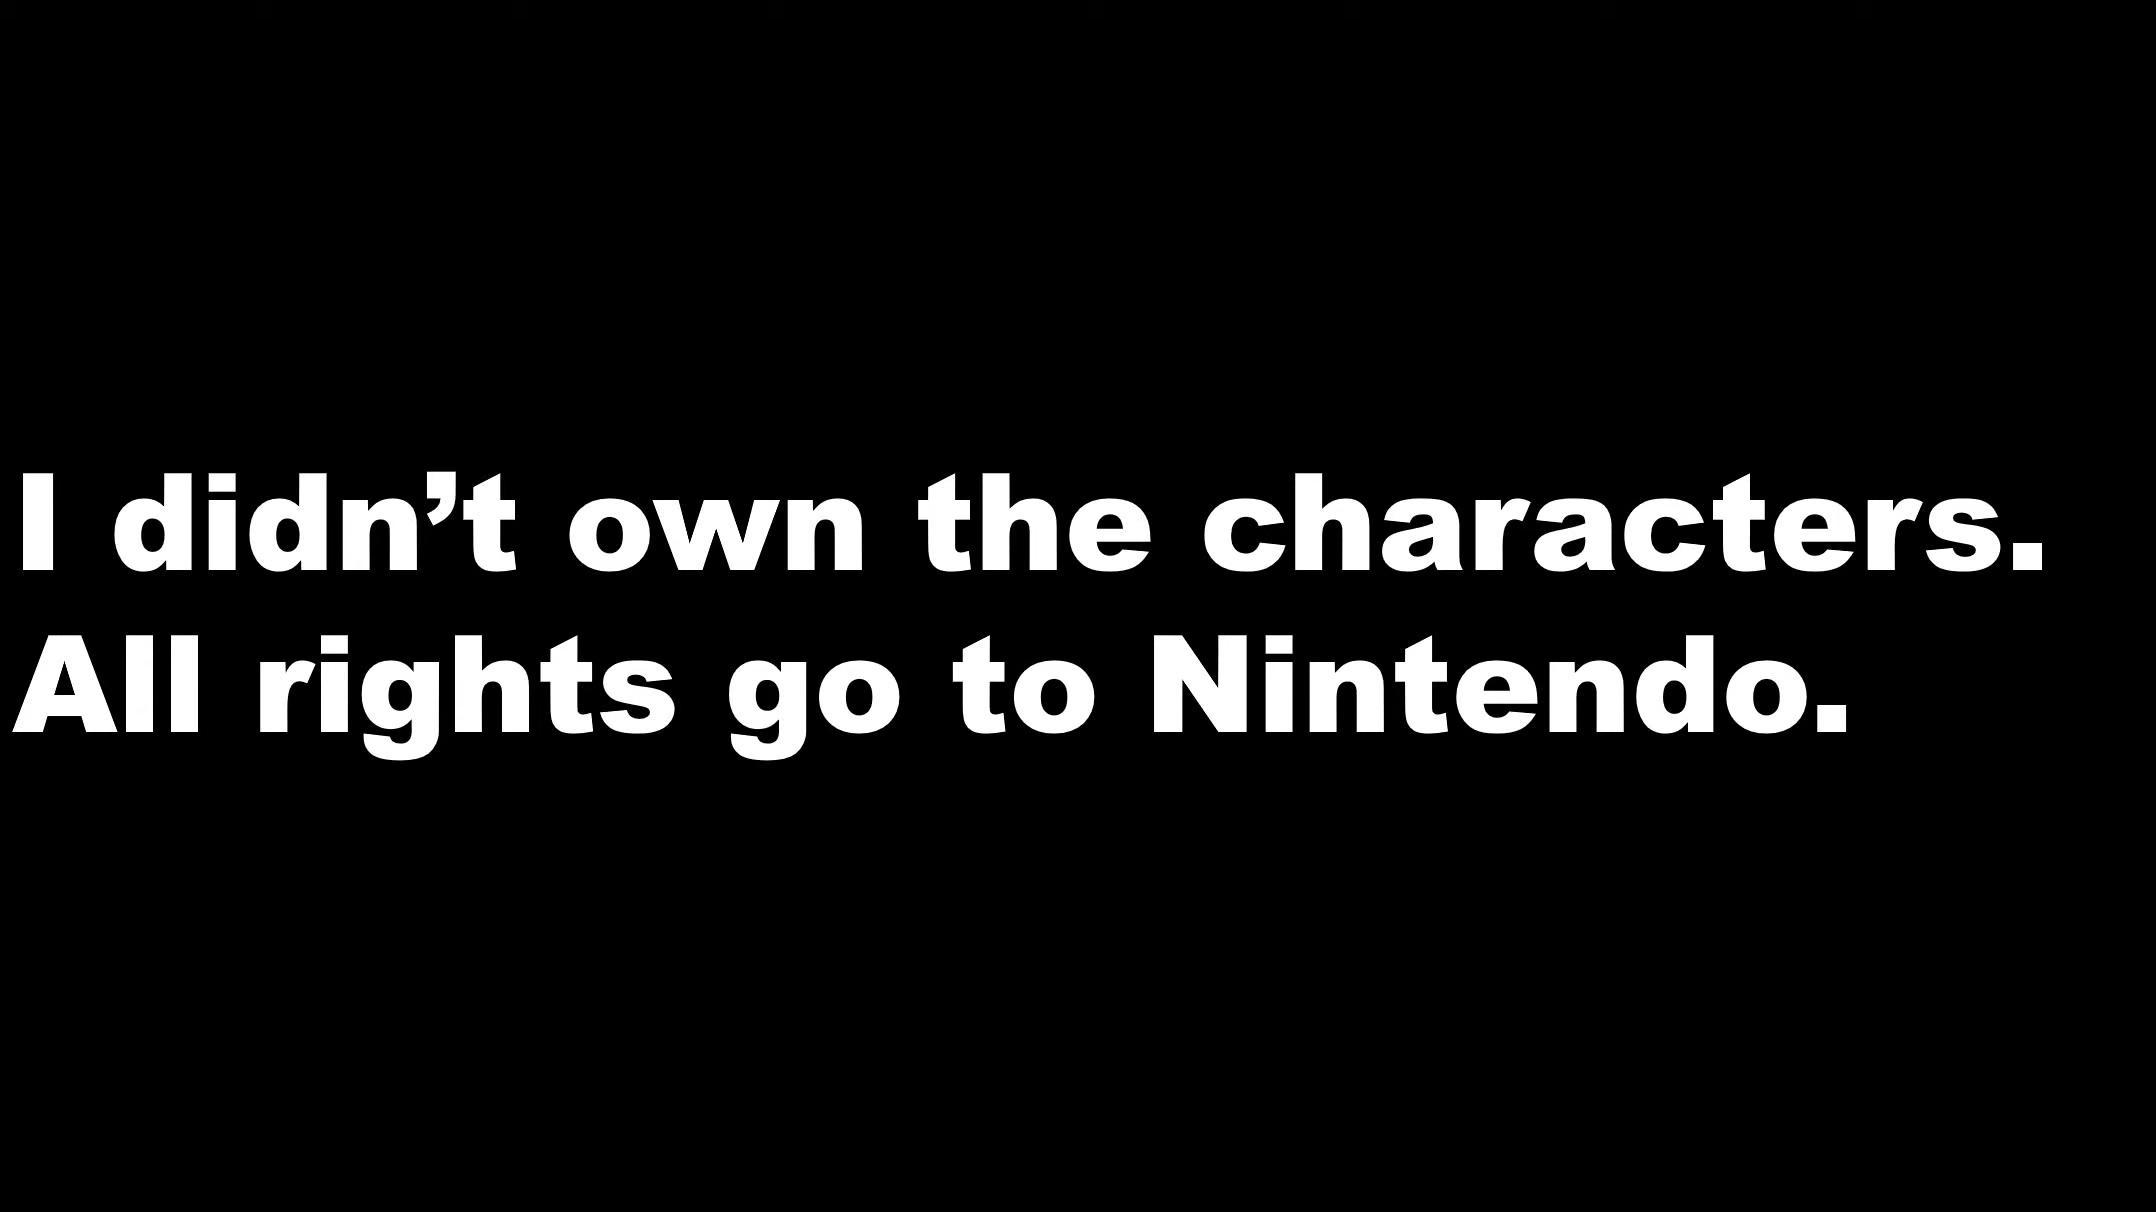 I didn’t own the characters.
All rights go to Nintendo.